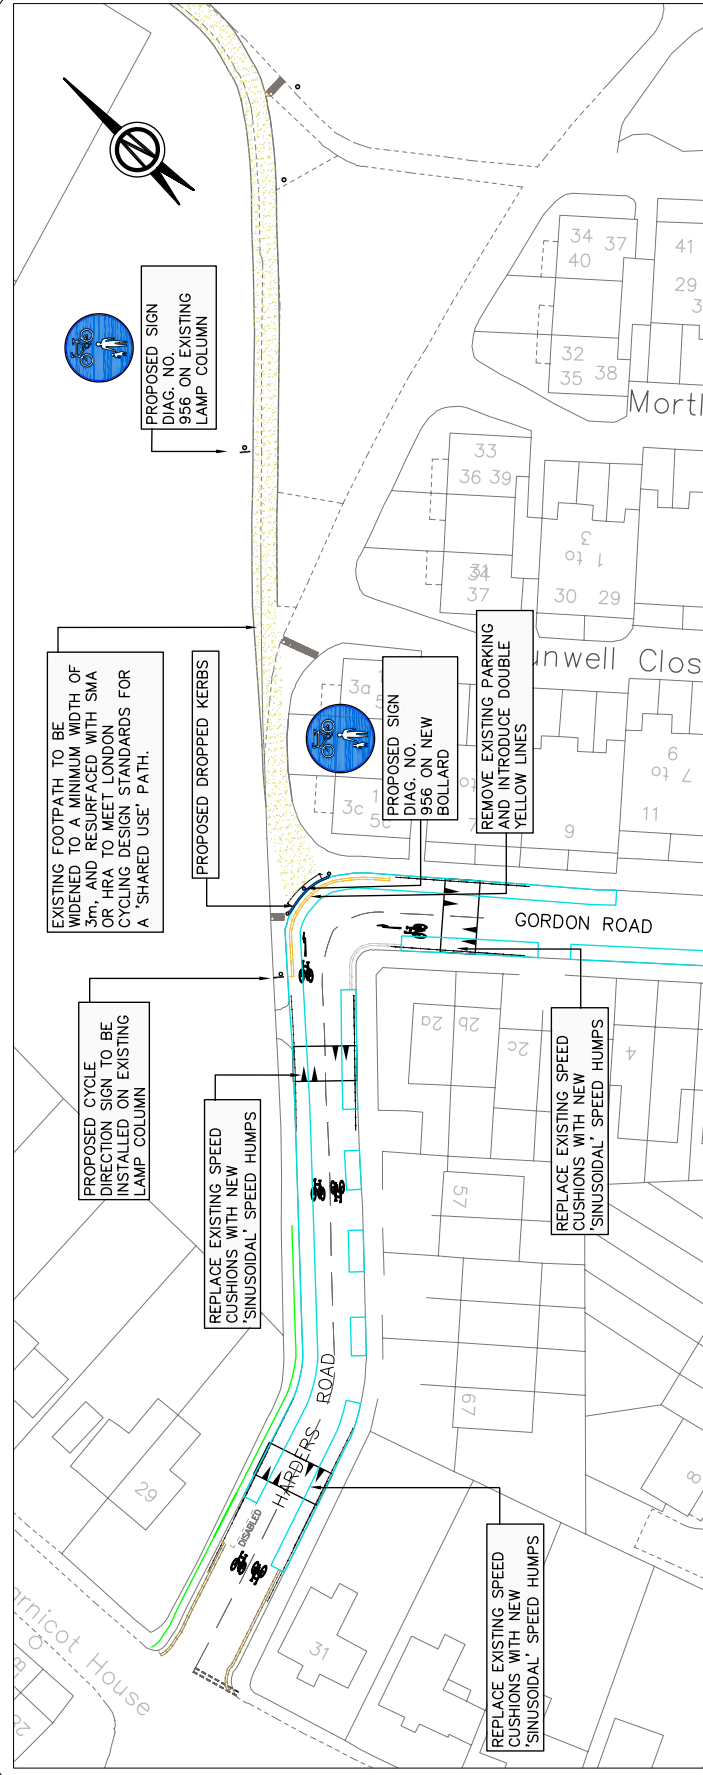 PROPOSED SIGN
DIAG. NO.
956 ON EXISTING
LAMP COLUMN
EXISTING FOOTPATH TO BE
WIDENED TO A MINIMUM WIDTH OF
3m, AND RESURFACED WITH SMA
OR HRA TO MEET LONDON
CYCLING DESIGN STANDARDS FOR
A 'SHARED USE' PATH.
PROPOSED DROPPED KERBS
PROPOSED SIGN
DIAG. NO.
956 ON NEW
BOLLARD
REMOVE EXISTING PARKING
AND INTRODUCE DOUBLE
YELLOW LINES
PROPOSED CYCLE
DIRECTION SIGN TO BE
INSTALLED ON EXISTING
LAMP COLUMN
REPLACE EXISTING SPEED
CUSHIONS WITH NEW
'SINUSOIDAL' SPEED HUMPS
REPLACE EXISTING SPEED
CUSHIONS WITH NEW
'SINUSOIDAL' SPEED HUMPS
REPLACE EXISTING SPEED
CUSHIONS WITH NEW
'SINUSOIDAL' SPEED HUMPS
GORDON ROAD
HARDERS ROAD
DISABLED
N
34 37
40
41
29
32
35 38
33
36 39
37
1 to 3
30 29
3a
3c
7 to 9
11
9
2a
2b
2c
4
57
67
8
29
31
28
House